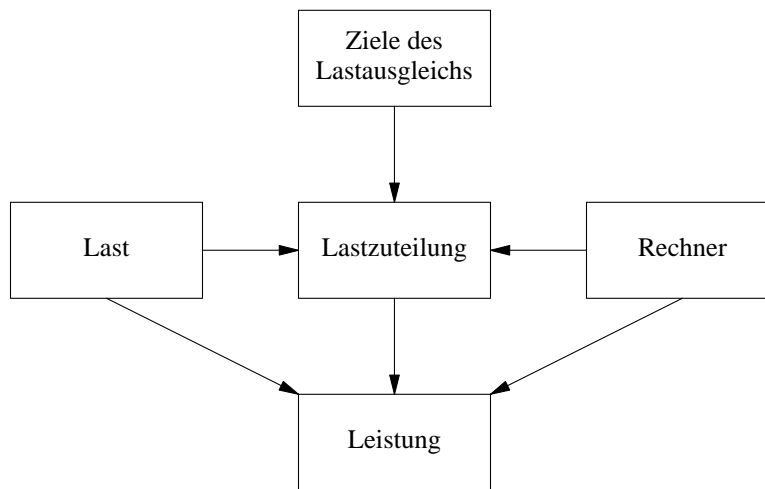 Ziele des
Lastausgleichs
Last
Lastzuteilung
Rechner
Leistung